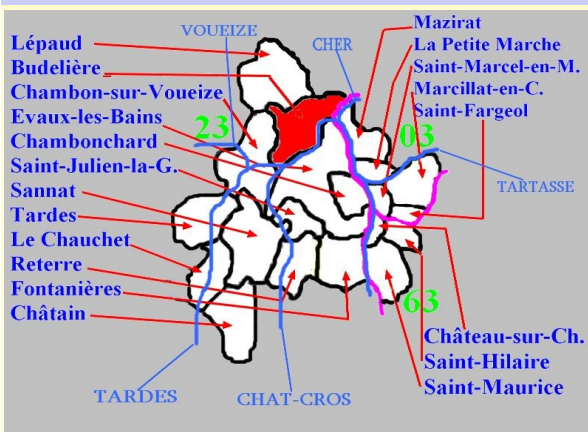 VOUEIZE
CHER
Lépaud
Budelière
Chambon-sur-Voueize
Evaux-les-Bains
Chambonchard
Saint-Julien-la-G.
Sannat
Tardes
Le Chauchet
Reterre
Fontanières
Châtain
Mazirat
La Petite Marche
Saint-Marcel-en-M.
Marcillat-en-C.
Saint-Fargeol
23
03
TARTASSE
63
Château-sur-Ch.
Saint-Hilaire
Saint-Maurice
TARDES
CHAT-CROS